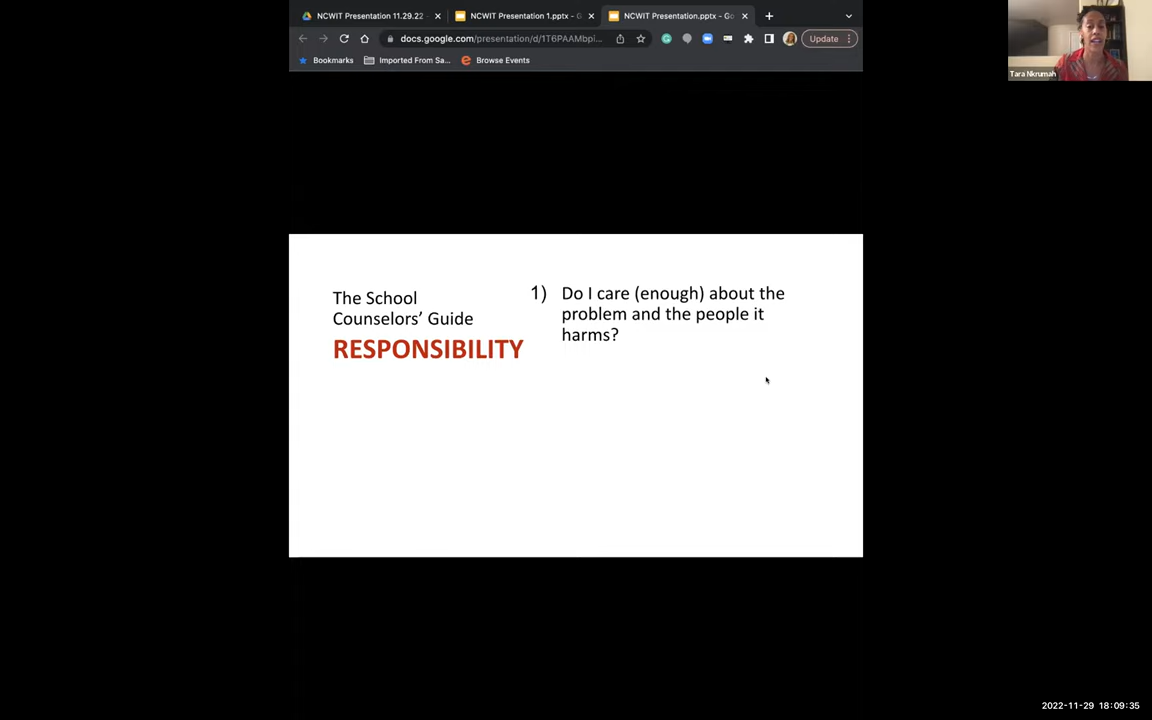 NCWIT Presentation 11.29.22 -
NCWIT Presentation 1.pptx - G
NCWIT Presentation.pptx - Go
docs.google.com/presentation/d/1T6PAAMbpi...
Update
Bookmarks
Imported From Sa...
Browse Events
Tara Nkrumah
The School
Counselors’ Guide
RESPONSIBILITY
1) Do I care (enough) about the
problem and the people it
harms?
2022-11-29 18:09:35